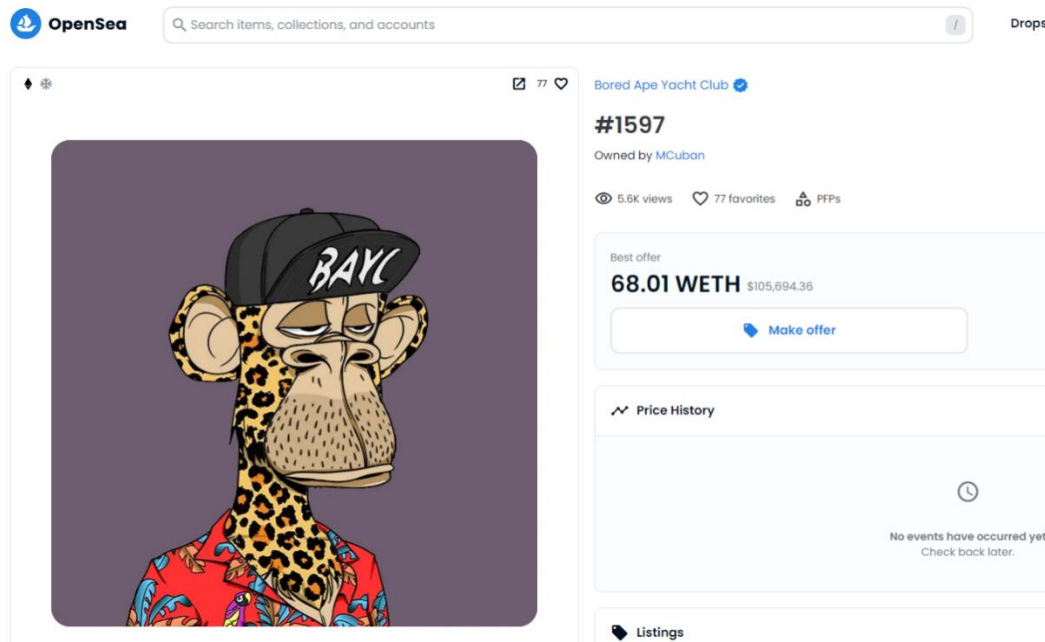 OpenSea
Search items, collections, and accounts
/
Drops
77
Bored Ape Yacht Club
#1597
Owned by MCuban
5.6K views 77 favorites PFPs
Best offer
68.01 WETH $105,694.36
Make offer
BAYC
Price History
No events have occurred yet
Check back later.
Listings